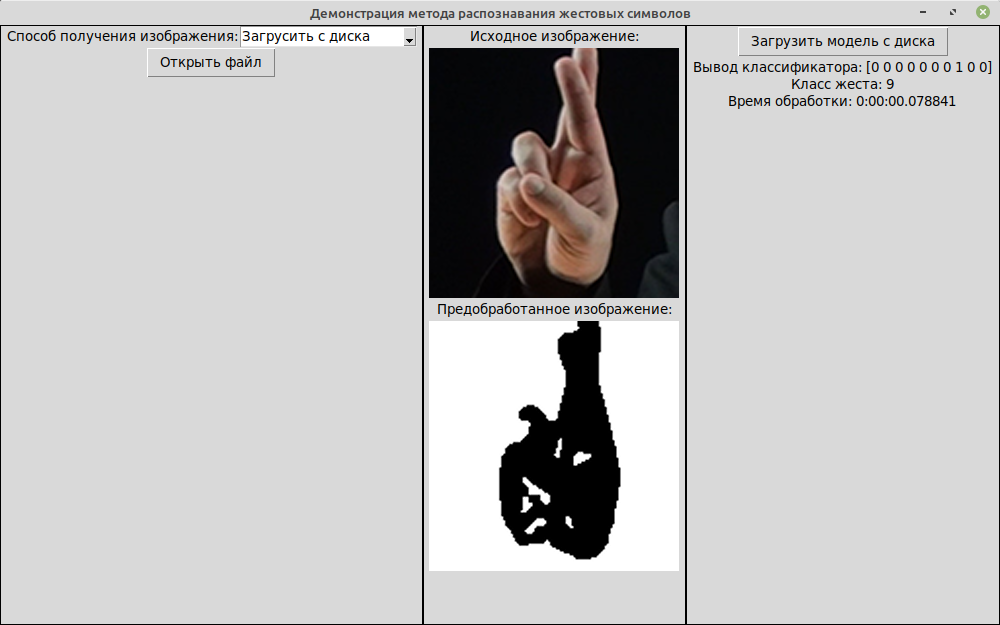 Демонстрация метода распознавания жестовых символов
Способ получения изображения: Загрусить с диска
Открыть файл
Исходное изображение:
Предобработанное изображение:
Загрузить модель с диска
Вывод классификатора: [0 0 0 0 0 0 0 1 0 0]
Класс жеста: 9
Время обработки: 0:00:00.078841